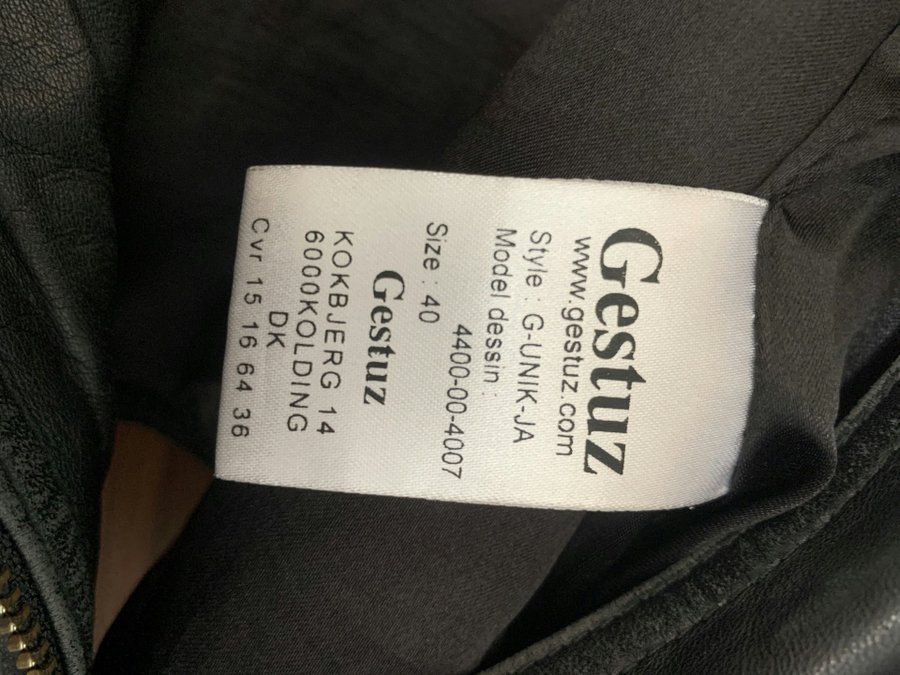 Gestuz
www.gestuz.com
Style : G-UNIK-JA
Model dessin :
4400-00-4007
Size : 40
Gestuz
KOKBJERG 14
6000KOLDING
DK
Cvr 15 16 64 36